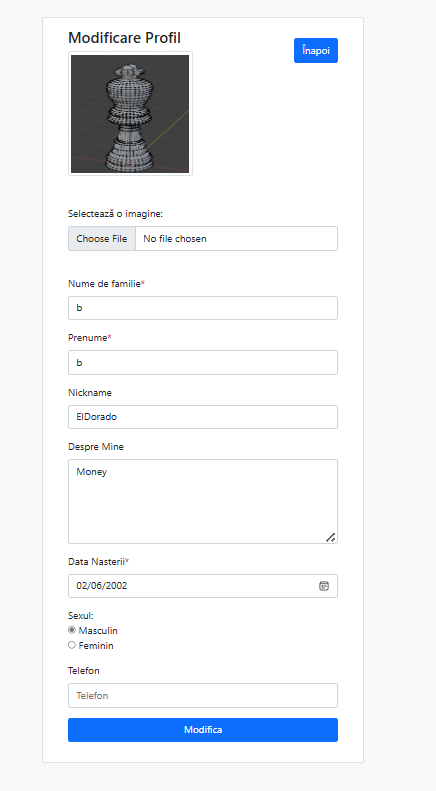 Modificare Profil
Înapoi
Selectează o imagine:
Choose File No file chosen
Nume de familie*
b
Prenume*
b
Nickname
ElDorado
Despre Mine
Money
Data Nasterii*
02/06/2002
Sexul:
Masculin
Feminin
Telefon
Telefon
Modifica